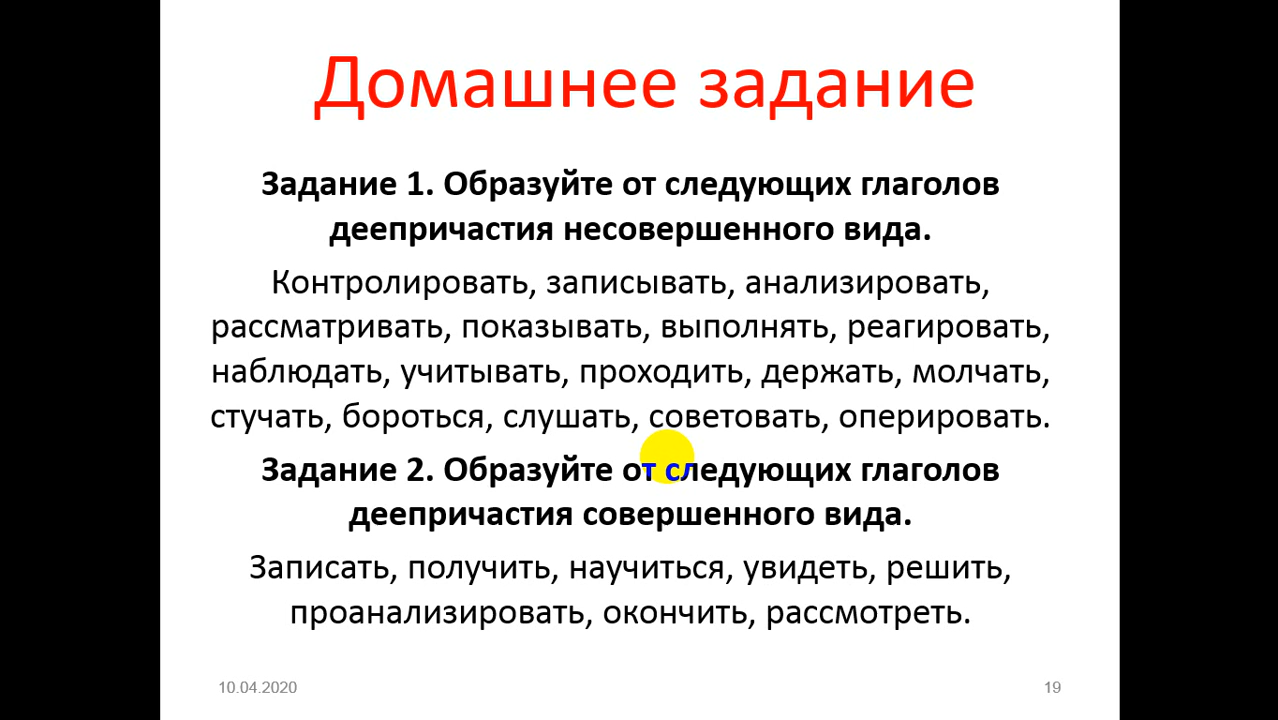 Домашнее задание
Задание 1. Образуйте от следующих глаголов
деепричастия несовершенного вида.
Контролировать, записывать, анализировать,
рассматривать, показывать, выполнять, реагировать,
наблюдать, учитывать, проходить, держать, молчать,
стучать, бороться, слушать, советовать, оперировать.
Задание 2. Образуйте от следующих глаголов
деепричастия совершенного вида.
Записать, получить, научиться, увидеть, решить,
проанализировать, окончить, рассмотреть.
10.04.2020
19